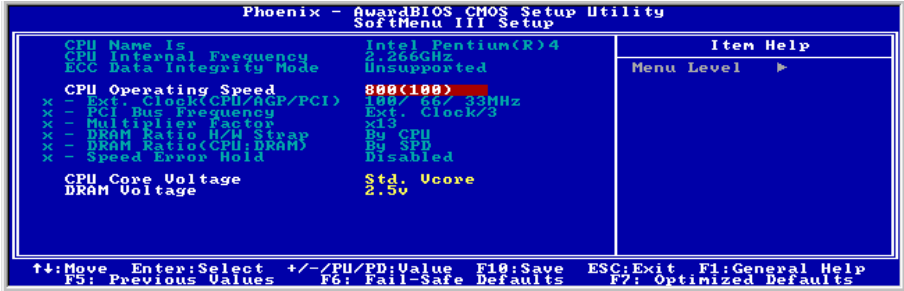 Phoenix - AwardBIOS CMOS Setup Utility
SoftMenu III Setup
CPU Name Is Intel Pentium(R)4
CPU Internal Frequency 2.266GHz
ECC Data Integrity Mode Unsupported
CPU Operating Speed 800(100)
x - Ext. Clock(CPU/AGP/PCI) 100/ 66/ 33MHz
x - PCI Bus Frequency Ext. Clock/3
x - Multiplier Factor x13
x - DRAM Ratio H/W Strap By CPU
x - DRAM Ratio(CPU:DRAM) By SPD
x - Speed Error Hold Disabled
CPU Core Voltage Std. Vcore
DRAM Voltage 2.5v
Item Help
Menu Level ►
↑↓:Move Enter:Select +/-/PU/PD:Value F10:Save ESC:Exit F1:General Help
F5: Previous Values F6: Fail-Safe Defaults F7: Optimized Defaults